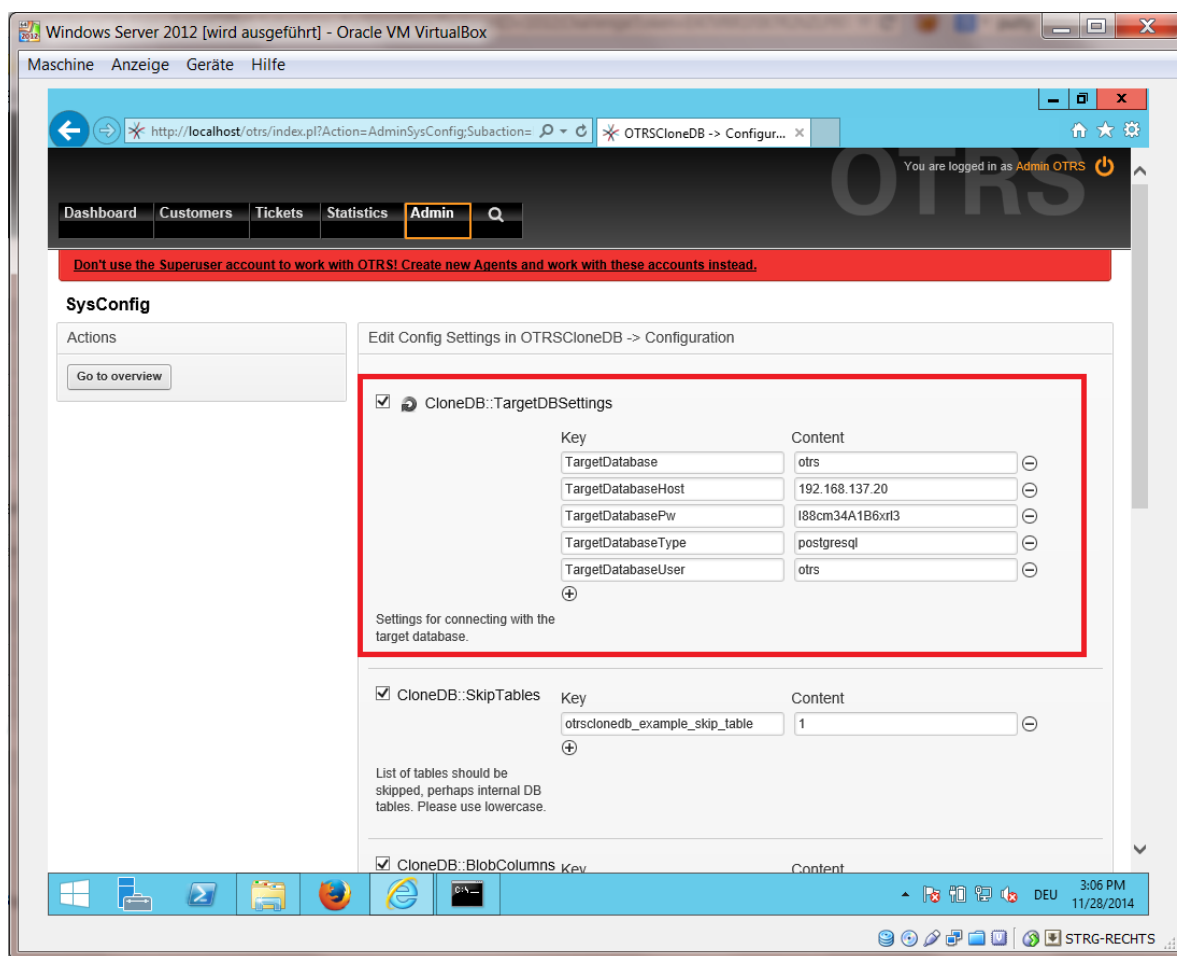 Windows Server 2012 [wird ausgeführt] - Oracle VM VirtualBox
Maschine Anzeige Geräte Hilfe
http://localhost/otrs/index.pl?Action=AdminSysConfig;Subaction=
OTRSCloneDB -> Configur...
OTRS
You are logged in as Admin OTRS
Dashboard Customers Tickets Statistics Admin
Don't use the Superuser account to work with OTRS! Create new Agents and work with these accounts instead.
SysConfig
Actions
Go to overview
Edit Config Settings in OTRSCloneDB -> Configuration
CloneDB::TargetDBSettings
Key Content
TargetDatabase otrs
TargetDatabaseHost 192.168.137.20
TargetDatabasePw I88cm34A1B6xrl3
TargetDatabaseType postgresql
TargetDatabaseUser otrs
Settings for connecting with the
target database.
CloneDB::SkipTables Key Content
otrsclonedb_example_skip_table 1
List of tables should be
skipped, perhaps internal DB
tables. Please use lowercase.
CloneDB::BlobColumns Key Content
DEU
3:06 PM
11/28/2014
STRG-RECHTS